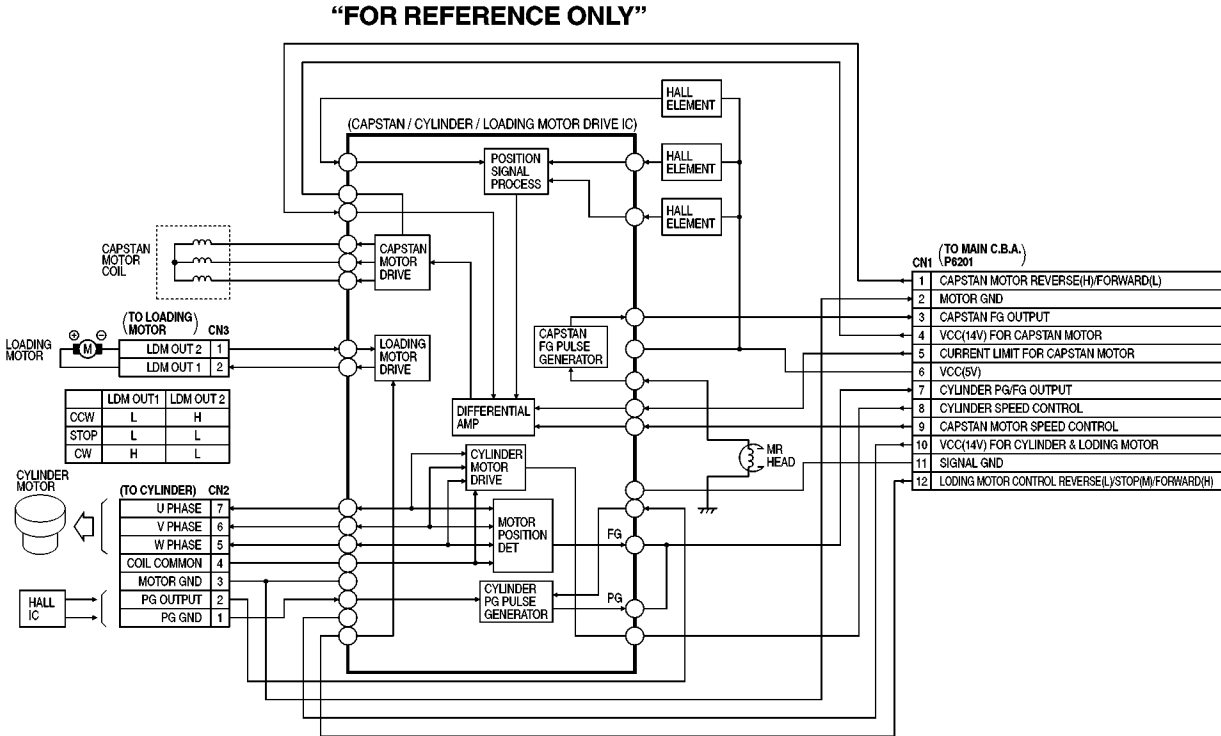 “FOR REFERENCE ONLY”
(CAPSTAN / CYLINDER / LOADING MOTOR DRIVE IC)
HALL
ELEMENT
HALL
ELEMENT
HALL
ELEMENT
POSITION
SIGNAL
PROCESS
CAPSTAN
MOTOR
COIL
CAPSTAN
MOTOR
DRIVE
(TO LOADING
MOTOR) CN3
LOADING
MOTOR
⊕ M ⊖
LDM OUT 2 1
LDM OUT 1 2
LOADING
MOTOR
DRIVE
CAPSTAN
FG PULSE
GENERATOR
LDM OUT1 LDM OUT 2
CCW L H
STOP L L
CW H L
DIFFERENTIAL
AMP
CYLINDER
MOTOR
DRIVE
MR
HEAD
CYLINDER
MOTOR
(TO CYLINDER) CN2
U PHASE 7
V PHASE 6
W PHASE 5
COIL COMMON 4
MOTOR GND 3
PG OUTPUT 2
PG GND 1
HALL
IC
MOTOR
POSITION
DET
FG
CYLINDER
PG PULSE
GENERATOR
PG
CN1 (TO MAIN C.B.A.)
P6201
1 CAPSTAN MOTOR REVERSE(H)/FORWARD(L)
2 MOTOR GND
3 CAPSTAN FG OUTPUT
4 VCC(14V) FOR CAPSTAN MOTOR
5 CURRENT LIMIT FOR CAPSTAN MOTOR
6 VCC(5V)
7 CYLINDER PG/FG OUTPUT
8 CYLINDER SPEED CONTROL
9 CAPSTAN MOTOR SPEED CONTROL
10 VCC(14V) FOR CYLINDER & LODING MOTOR
11 SIGNAL GND
12 LODING MOTOR CONTROL REVERSE(L)/STOP(M)/FORWARD(H)